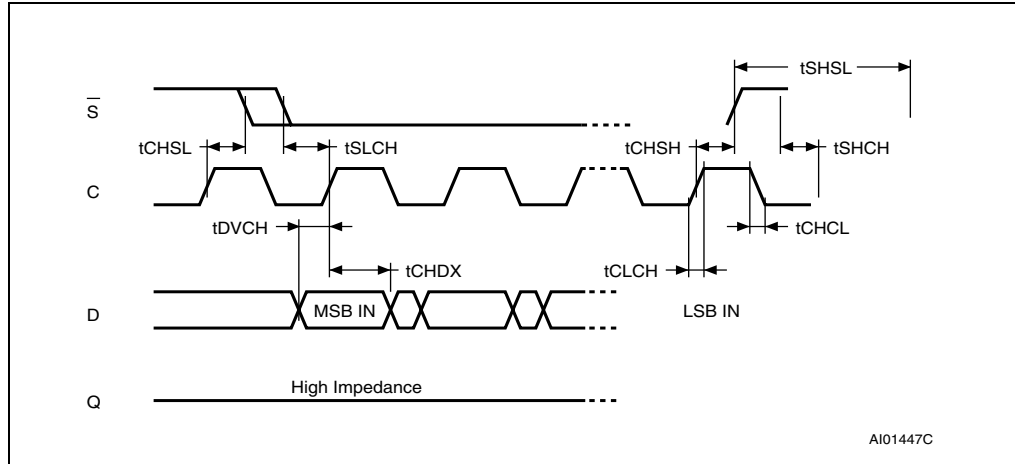 tSHSL
S̅
tCHSL
tSLCH
tCHSH
tSHCH
C
tDVCH
tCHCL
tCHDX
tCLCH
D
MSB IN
LSB IN
High Impedance
Q
AI01447C